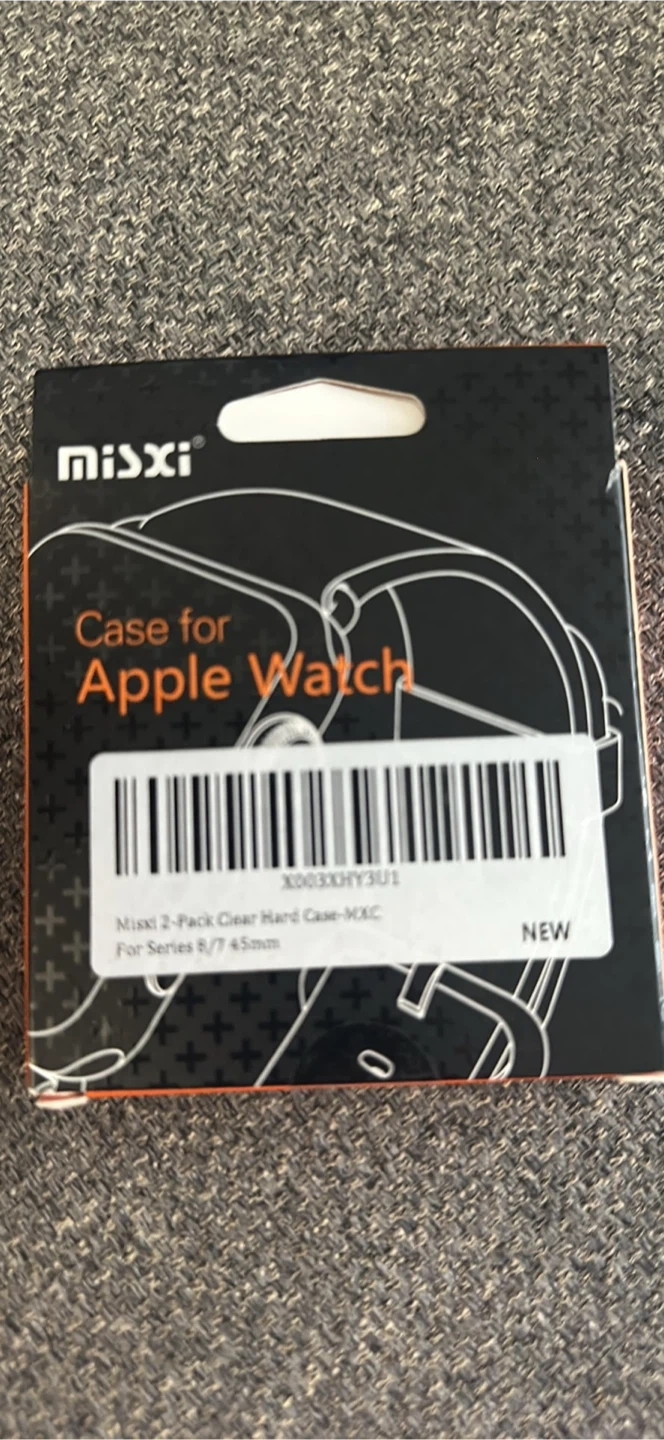 misxi®
Case for
Apple Watch
X003XHY3U1
Misxi 2-Pack Clear Hard Case-MXC
For Series 8/7 45mm
NEW